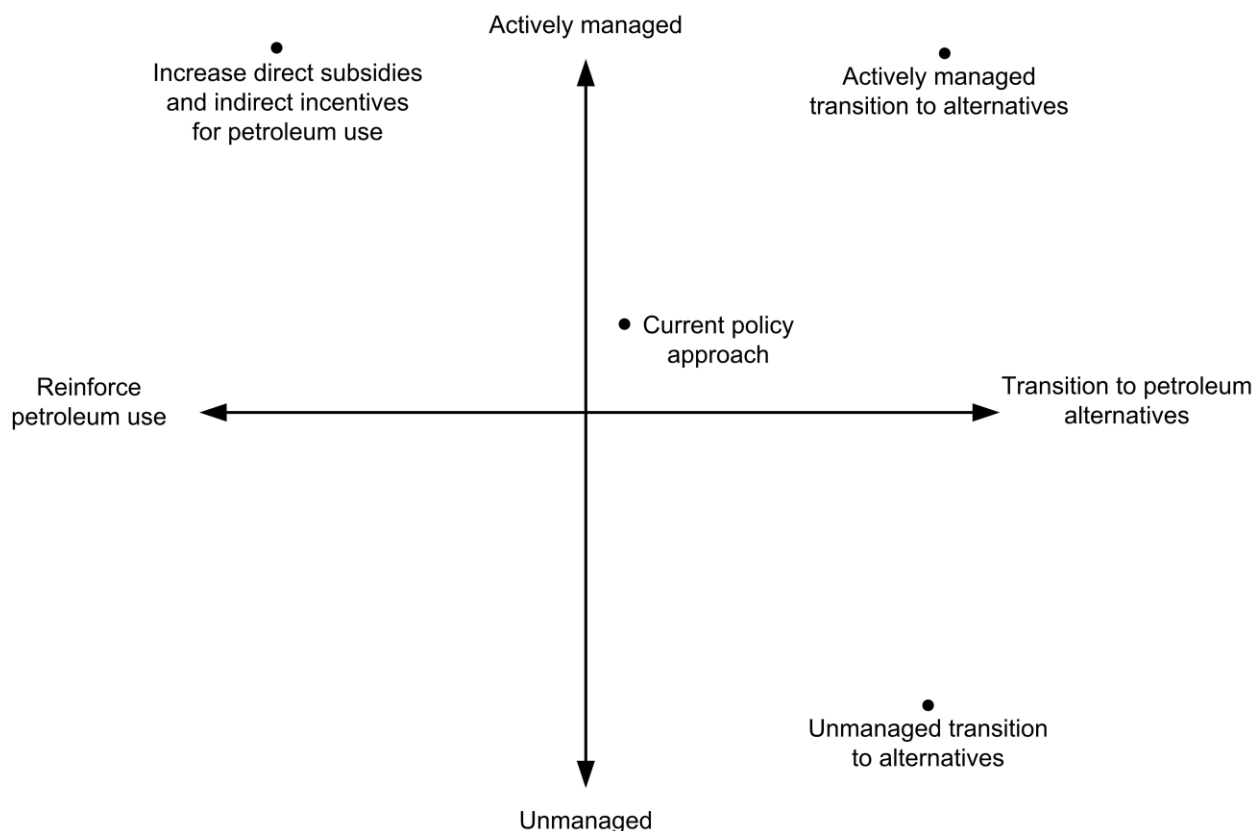 Actively managed
Increase direct subsidies
and indirect incentives
for petroleum use
Actively managed
transition to alternatives
Current policy
approach
Reinforce
petroleum use
Transition to petroleum
alternatives
Unmanaged transition
to alternatives
Unmanaged